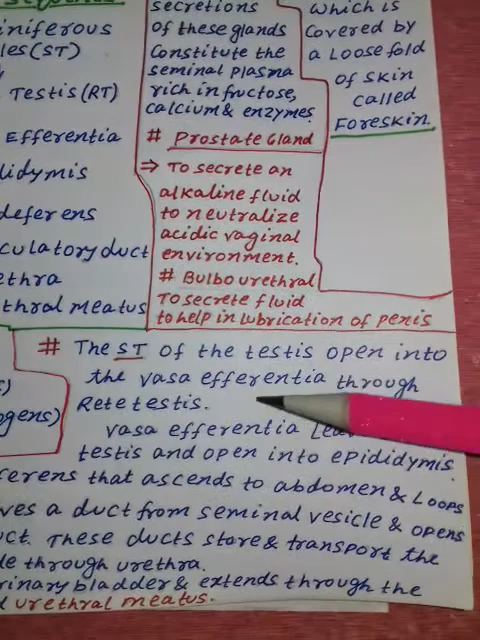 iniferous
les(ST)
Testis(RT)
Efferentia
didymis
deferens
culatory duct
ethra
thral meatus
secretions
of these glands
constitute the
seminal plasma
rich in fructose,
calcium & enzymes
# Prostate Gland
⇒ To secrete an
alkaline fluid
to neutralize
acidic vaginal
environment.
# Bulbourethral
To secrete fluid
to help in lubrication of penis
which is
covered by
a loose fold
of skin
called
Foreskin.
# The ST of the testis open into
the vasa efferentia through
Rete testis.
vasa efferentia
testis and open into epididymis.
ogens)
ferens that ascends to abdomen & loops
ves a duct from seminal vesicle & opens
uct. These ducts store & transport the
de through urethra.
rinary bladder & extends through the
urethral meatus.